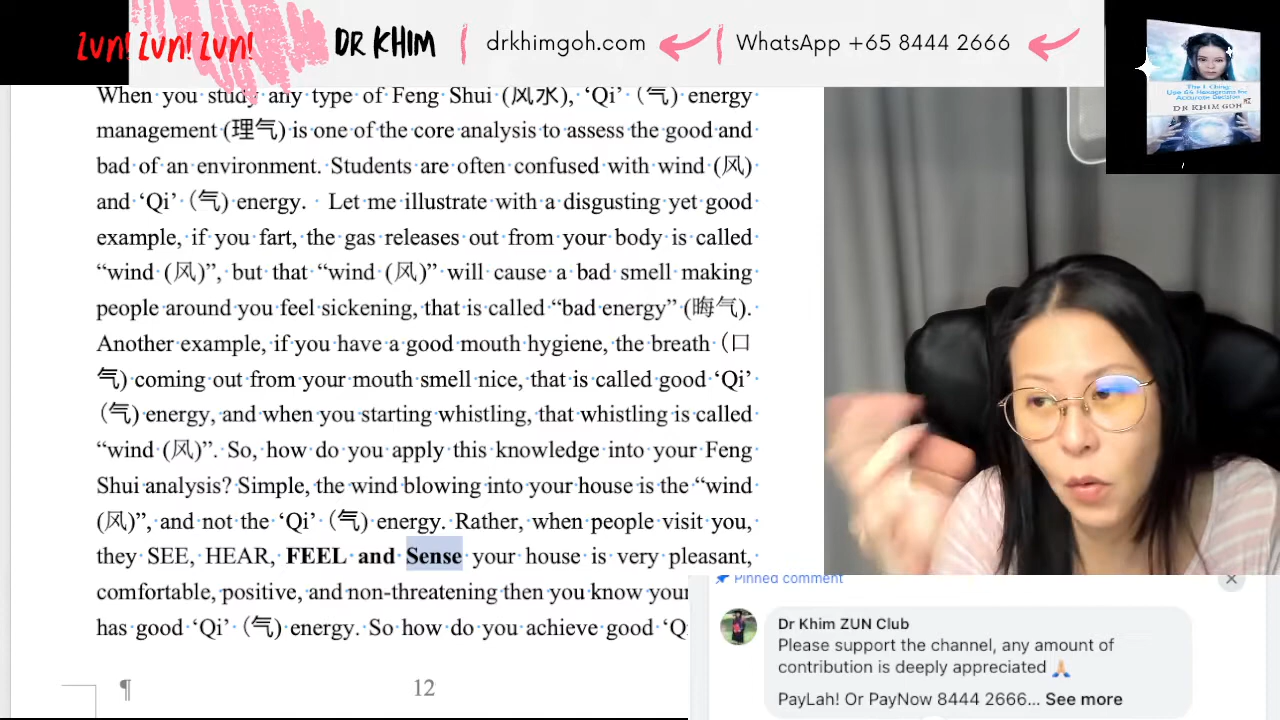 Zun! Zun! Zun!
DR KHIM
drkhimgoh.com
WhatsApp +65 8444 2666
The I Ching:
Use 64 Hexagrams for
Accurate Decision
DR KHIM GOH
When you study any type of Feng Shui (风水), ‘Qi’ (气) energy
management (理气) is one of the core analysis to assess the good and
bad of an environment. Students are often confused with wind (风)
and ‘Qi’ (气) energy. Let me illustrate with a disgusting yet good
example, if you fart, the gas releases out from your body is called
“wind (风)”, but that “wind (风)” will cause a bad smell making
people around you feel sickening, that is called “bad energy” (晦气).
Another example, if you have a good mouth hygiene, the breath (口
气) coming out from your mouth smell nice, that is called good ‘Qi’
(气) energy, and when you starting whistling, that whistling is called
“wind (风)”. So, how do you apply this knowledge into your Feng
Shui analysis? Simple, the wind blowing into your house is the “wind
(风)”, and not the ‘Qi’ (气) energy. Rather, when people visit you,
they SEE, HEAR, FEEL and Sense your house is very pleasant,
comfortable, positive, and non-threatening then you know your
has good ‘Qi’ (气) energy. So how do you achieve good ‘Q
12
Pinned comment
Dr Khim ZUN Club
Please support the channel, any amount of
contribution is deeply appreciated 🙏🏼
PayLah! Or PayNow 8444 2666... See more